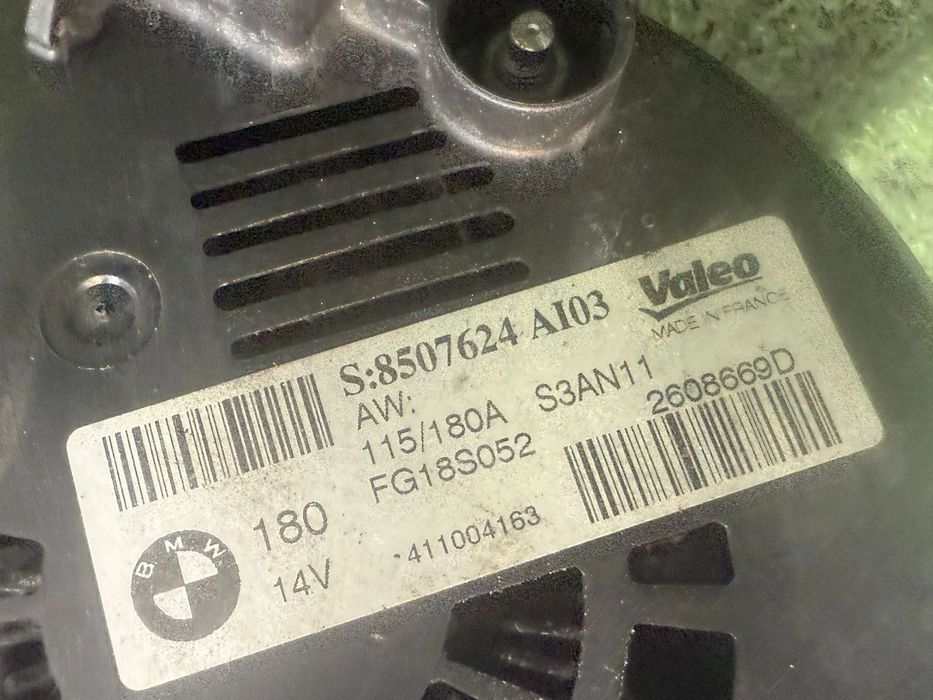 Valeo
MADE IN FRANCE
S:8507624 AI03
AW:
115/180A S3AN11
FG18S052
2608669D
BMW
180
14V
411004163